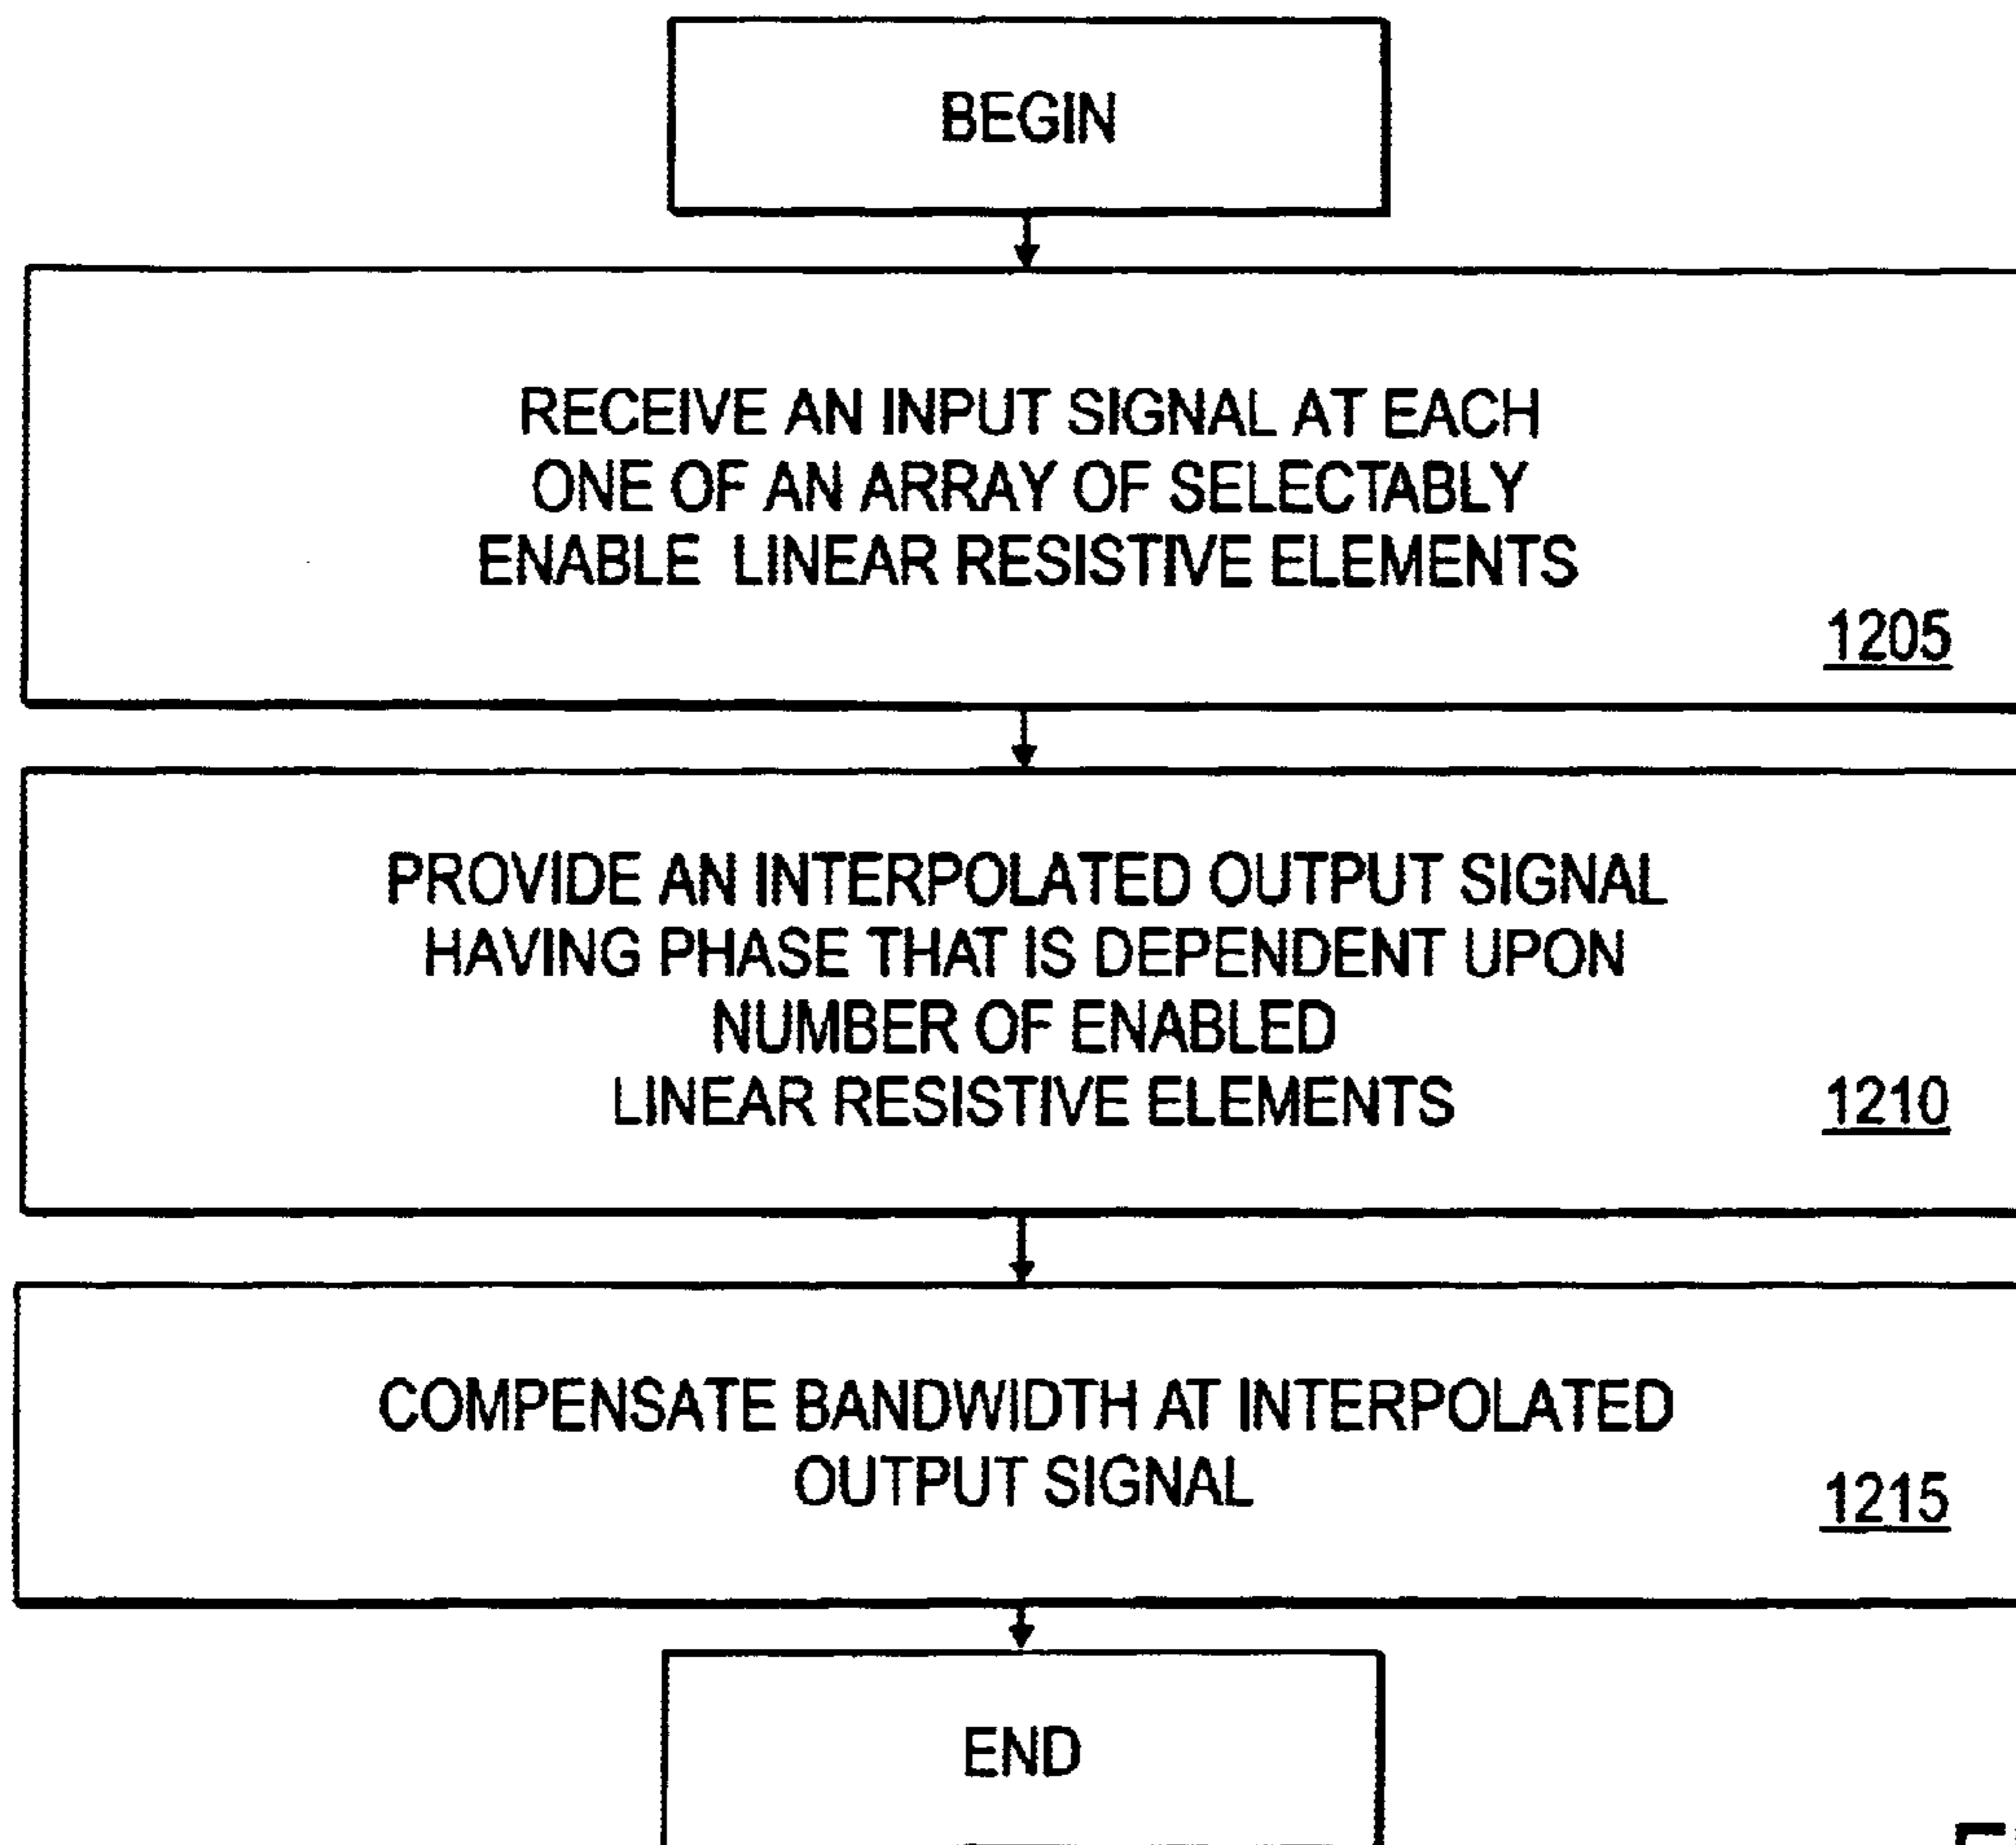 BEGIN
RECEIVE AN INPUT SIGNAL AT EACH
ONE OF AN ARRAY OF SELECTABLY
ENABLE LINEAR RESISTIVE ELEMENTS
1205
PROVIDE AN INTERPOLATED OUTPUT SIGNAL
HAVING PHASE THAT IS DEPENDENT UPON
NUMBER OF ENABLED
LINEAR RESISTIVE ELEMENTS
1210
COMPENSATE BANDWIDTH AT INTERPOLATED
OUTPUT SIGNAL
1215
END